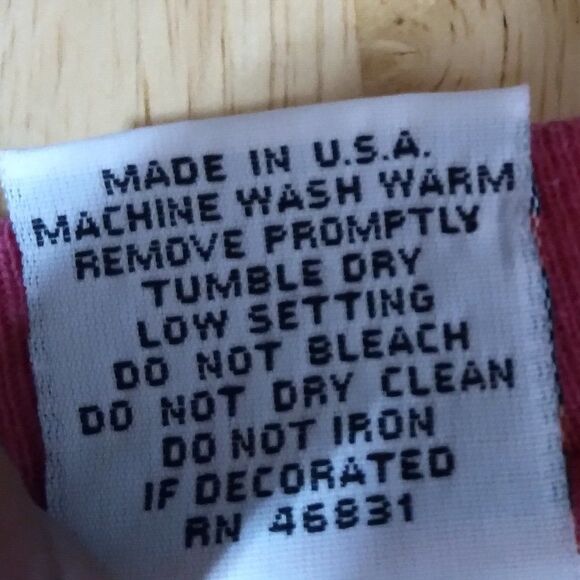 MADE IN U.S.A.
MACHINE WASH WARM
REMOVE PROMPTLY
TUMBLE DRY
LOW SETTING
DO NOT BLEACH
DO NOT DRY CLEAN
DO NOT IRON
IF DECORATED
RN 46831